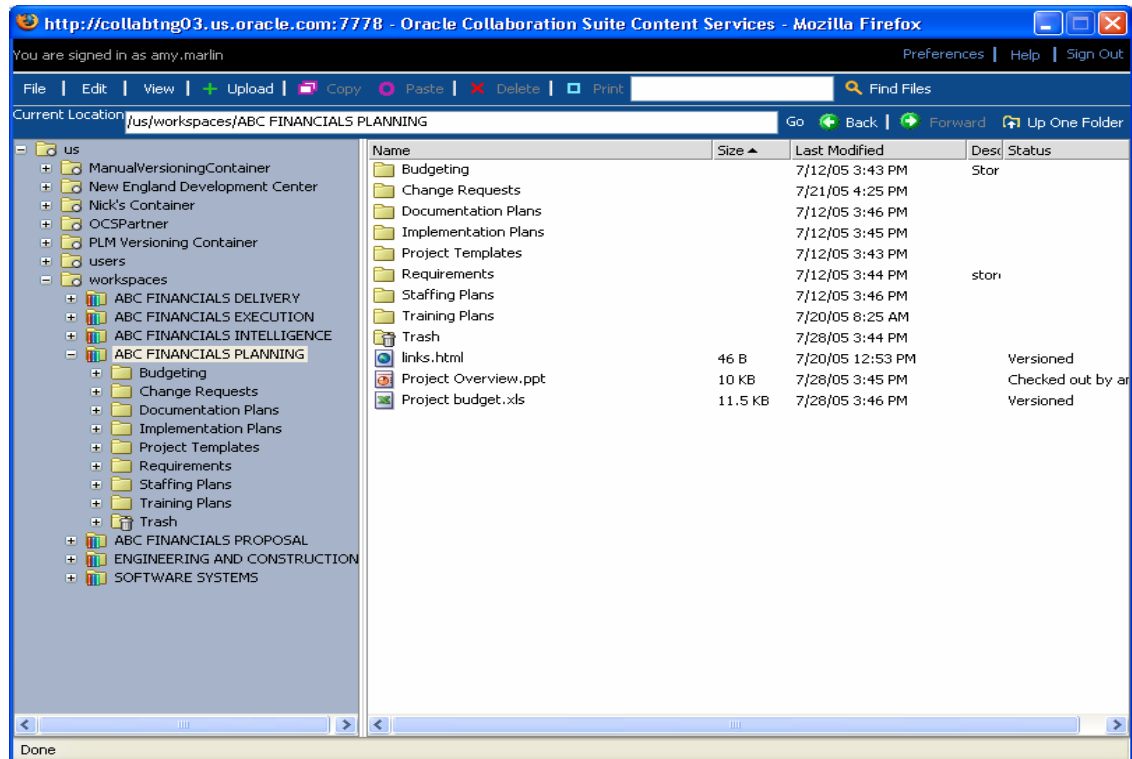 http://collabtng03.us.oracle.com:7778 - Oracle Collaboration Suite Content Services - Mozilla Firefox
You are signed in as amy.marlin
Preferences | Help | Sign Out
File | Edit | View | Upload | Copy Paste | Delete | Print Find Files
Current Location /us/workspaces/ABC FINANCIALS PLANNING Go Back | Forward Up One Folder
us
ManualVersioningContainer
New England Development Center
Nick's Container
OCSPartner
PLM Versioning Container
users
workspaces
ABC FINANCIALS DELIVERY
ABC FINANCIALS EXECUTION
ABC FINANCIALS INTELLIGENCE
ABC FINANCIALS PLANNING
Budgeting
Change Requests
Documentation Plans
Implementation Plans
Project Templates
Requirements
Staffing Plans
Training Plans
Trash
ABC FINANCIALS PROPOSAL
ENGINEERING AND CONSTRUCTION
SOFTWARE SYSTEMS
Name Size Last Modified Desc Status
Budgeting 7/12/05 3:43 PM Stor
Change Requests 7/21/05 4:25 PM
Documentation Plans 7/12/05 3:46 PM
Implementation Plans 7/12/05 3:45 PM
Project Templates 7/12/05 3:43 PM
Requirements 7/12/05 3:44 PM stor
Staffing Plans 7/12/05 3:46 PM
Training Plans 7/20/05 8:25 AM
Trash 7/28/05 3:44 PM
links.html 46 B 7/20/05 12:53 PM Versioned
Project Overview.ppt 10 KB 7/28/05 3:45 PM Checked out by
Project budget.xls 11.5 KB 7/28/05 3:46 PM Versioned
Done